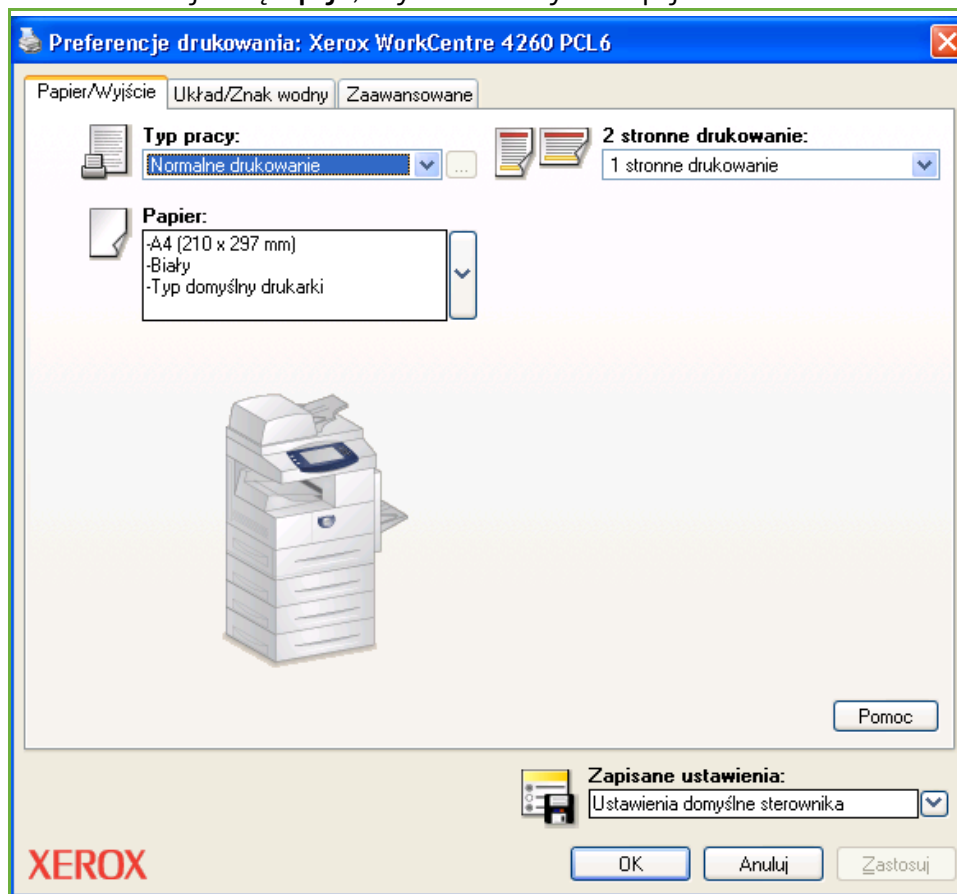 Preferencje drukowania: Xerox WorkCentre 4260 PCL6
Papier/Wyjście Układ/Znak wodny Zaawansowane
Typ pracy:
Normalne drukowanie
...
2 stronne drukowanie:
1 stronne drukowanie
Papier:
-A4 (210 x 297 mm)
-Biały
-Typ domyślny drukarki
Pomoc
Zapisane ustawienia:
Ustawienia domyślne sterownika
XEROX
OK Anuluj Zastosuj